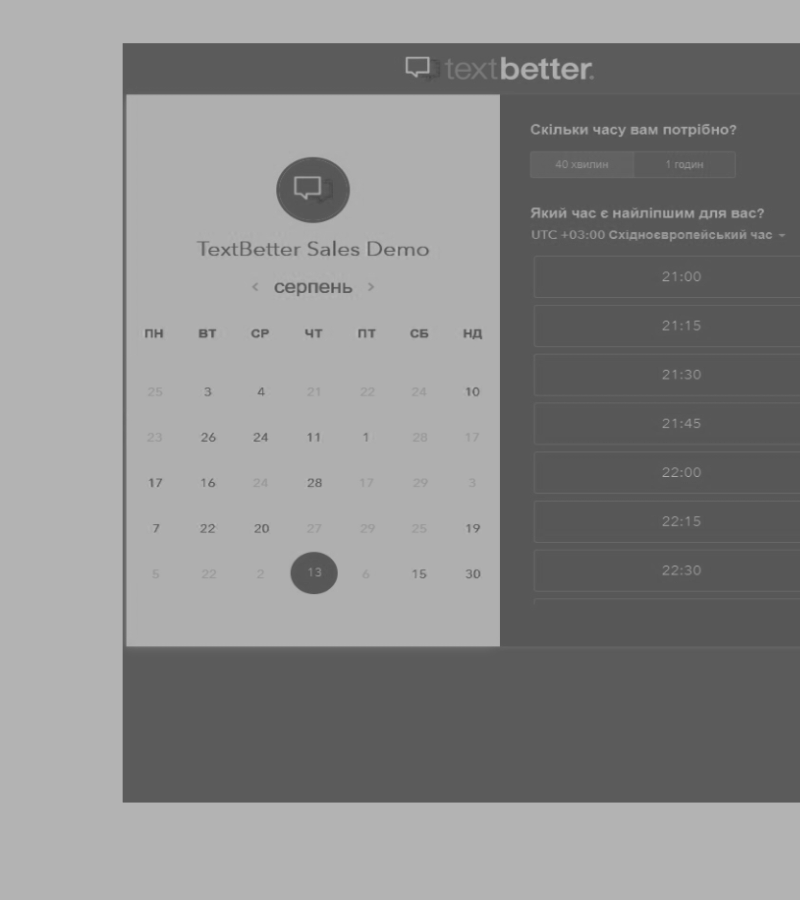 textbetter.
TextBetter Sales Demo
‹ серпень ›
ПН ВТ СР ЧТ ПТ СБ НД
25 3 4 21 22 24 10
23 26 24 11 1 28 17
17 16 24 28 17 29 3
7 22 20 27 29 25 19
5 22 2 13 6 15 30
Скільки часу вам потрібно?
40 хвилин 1 годин
Який час є найліпшим для вас?
UTC +03:00 Східноєвропейський час
21:00
21:15
21:30
21:45
22:00
22:15
22:30